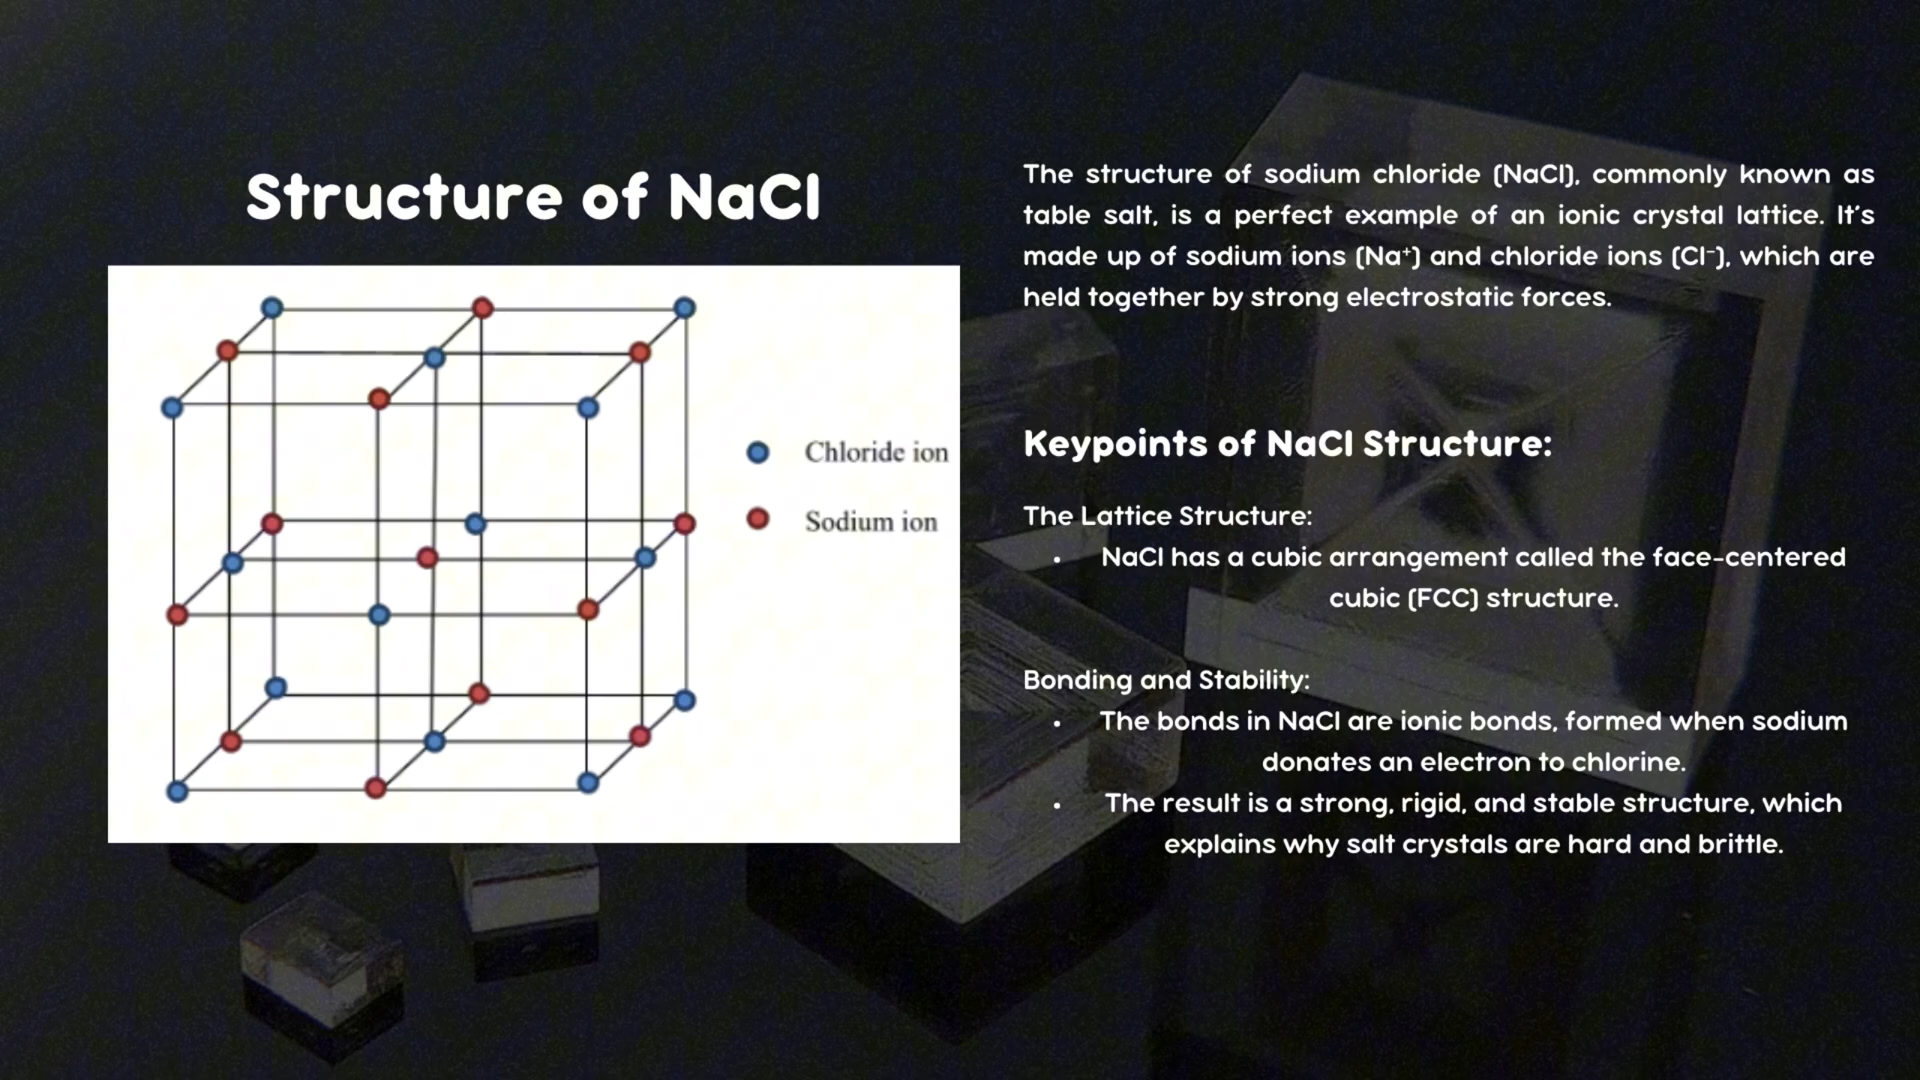 Structure of NaCl
Chloride ion
Sodium ion
The structure of sodium chloride (NaCl), commonly known as
table salt, is a perfect example of an ionic crystal lattice. It's
made up of sodium ions (Na⁺) and chloride ions (Cl⁻), which are
held together by strong electrostatic forces.
Keypoints of NaCl Structure:
The Lattice Structure:
• NaCl has a cubic arrangement called the face-centered
cubic (FCC) structure.
Bonding and Stability:
• The bonds in NaCl are ionic bonds, formed when sodium
donates an electron to chlorine.
• The result is a strong, rigid, and stable structure, which
explains why salt crystals are hard and brittle.